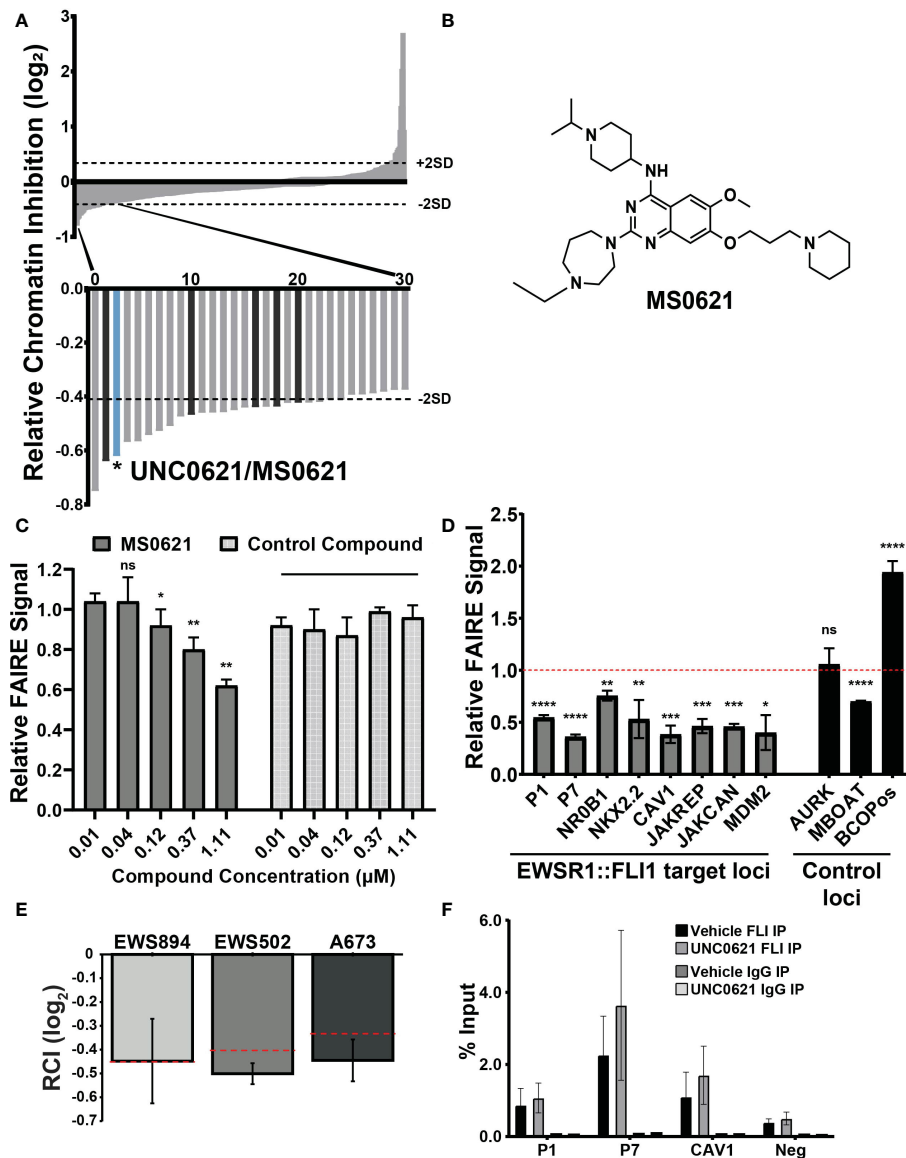 A
Relative Chromatin Inhibition (log₂)
3
2
1
0
-1
+2SD
-2SD
0 10 20 30
0.0
-0.2
-0.4
-0.6
-0.8
-2SD
* UNC0621/MS0621
B
N
NH
N
N
N
N
O
O
N
MS0621
C
MS0621 Control Compound
Relative FAIRE Signal
1.2
1.0
0.8
0.6
0.4
0.2
0.0
ns * ** **
0.01 0.04 0.12 0.37 1.11 0.01 0.04 0.12 0.37 1.11
Compound Concentration (µM)
D
Relative FAIRE Signal
2.5
2.0
1.5
1.0
0.5
0.0
**** **** ** ** *** *** *** * ns **** ****
P1 P7 NR0B1 NKX2.2 CAV1 JAKREP JAKCAN MDM2 AURK MBOAT BCOPos
EWSR1::FLI1 target loci
Control loci
E
EWS894 EWS502 A673
RCI (log₂)
0
-0.1
-0.2
-0.3
-0.4
-0.5
-0.6
-0.7
F
Vehicle FLI IP
UNC0621 FLI IP
Vehicle IgG IP
UNC0621 IgG IP
% Input
6.0
4.0
2.0
0.0
P1 P7 CAV1 Neg